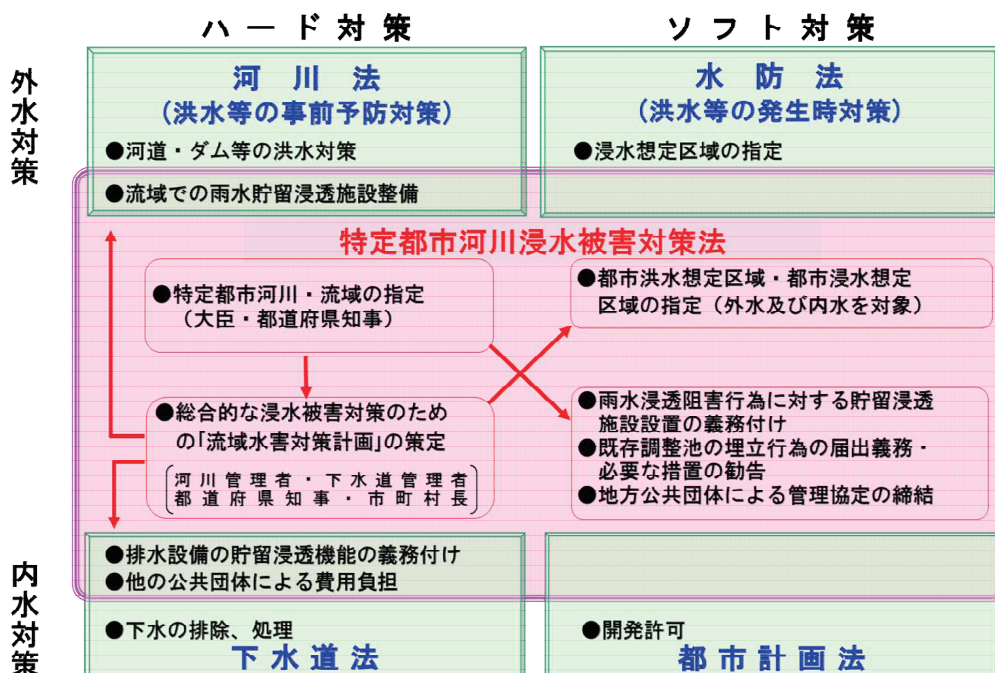 ハード対策
ソフト対策
外水対策
河川法
(洪水等の事前予防対策)
●河道・ダム等の洪水対策
●流域での雨水貯留浸透施設整備
水防法
(洪水等の発生時対策)
●浸水想定区域の指定
特定都市河川浸水被害対策法
●特定都市河川・流域の指定
(大臣・都道府県知事)
●都市洪水想定区域・都市浸水想定
区域の指定(外水及び内水を対象)
●総合的な浸水被害対策のため
の「流域水害対策計画」の策定
河川管理者・下水道管理者
都道府県知事・市町村長
●雨水浸透阻害行為に対する貯留浸透
施設設置の義務付け
●既存調整池の埋立行為の届出義務・
必要な措置の勧告
●地方公共団体による管理協定の締結
内水対策
●排水設備の貯留浸透機能の義務付け
●他の公共団体による費用負担
●下水の排除、処理
下水道法
●開発許可
都市計画法